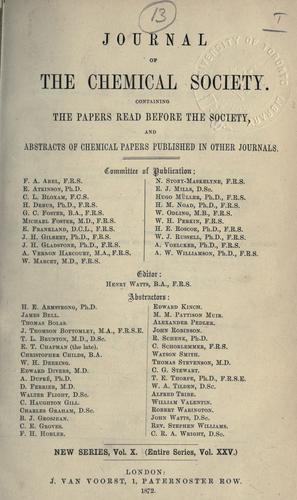 13
I
JOURNAL
OF
THE CHEMICAL SOCIETY.
CONTAINING
THE PAPERS READ BEFORE THE SOCIETY,
AND
ABSTRACTS OF CHEMICAL PAPERS PUBLISHED IN OTHER JOURNALS.
Committee of Publication:
F. A. ABEL, F.R.S.
E. ATKINSON, Ph.D.
C. L. BLOXAM, F.C.S.
H. DEBUS, Ph.D., F.R.S.
G. C. FOSTER, B.A., F.R.S.
MICHAEL FOSTER, M.D., F.R.S.
E. FRANKLAND, D.C.L., F.R.S.
J. H. GILBERT, Ph.D., F.R.S.
J. H. GLADSTONE, Ph.D., F.R.S.
A. VERNON HARCOURT, M.A., F.R.S.
W. MARCET, M.D., F.R.S.
N. STORY-MASKELYNE, F.R.S.
E. J. MILLS, D.Sc.
HUGO MÜLLER, Ph.D., F.R.S.
H. M. NOAD, Ph.D., F.R.S.
W. ODLING, M.B., F.R.S.
W. H. PERKIN, F.R.S.
H. E. ROSCOE, Ph.D., F.R.S.
W. J. RUSSELL, Ph.D., F.R.S.
A. VOELCKER, Ph.D., F.R.S.
A. W. WILLIAMSON, Ph.D., F.R.S.
Editor:
HENRY WATTS, B.A., F.R.S.
Abstractors:
H. E. ARMSTRONG, Ph.D.
JAMES BELL.
THOMAS BOLAS.
J. THOMSON BOTTOMLEY, M.A., F.R.S.E.
T. L. BRUNTON, M.D., D.Sc.
E. T. CHAPMAN (the late).
CHRISTOPHER CHILDS, B.A.
W. H. DEERING.
EDWARD DIVERS, M.D.
A. DUPRÉ, Ph.D.
D. FERRIER, M.D.
WALTER FLIGHT, D.Sc.
C. HAUGHTON GILL.
CHARLES GRAHAM, D.Sc.
B. J. GROSJEAN.
C. E. GROVES.
F. H. HOBLER.
EDWARD KINCH.
M. M. PATTISON MUIR.
ALEXANDER PEDLER.
JOHN ROBINSON.
R. SCHENK, Ph.D.
C. SCHORLEMMER, F.R.S.
WATSON SMITH.
THOMAS STEVENSON, M.D.
C. G. STEWART.
T. E. THORPE, Ph.D., F.R.S.E.
W. A. TILDEN, D.Sc.
ALFRED TRIBE.
WILLIAM VALENTIN.
ROBERT WARINGTON.
JOHN WATTS, D.Sc.
REV. STEPHEN WILLIAMS.
C. R. A. WRIGHT, D.Sc.
NEW SERIES, Vol. X. (Entire Series, Vol. XXV.)
LONDON:
J. VAN VOORST, 1, PATERNOSTER ROW.
1872.